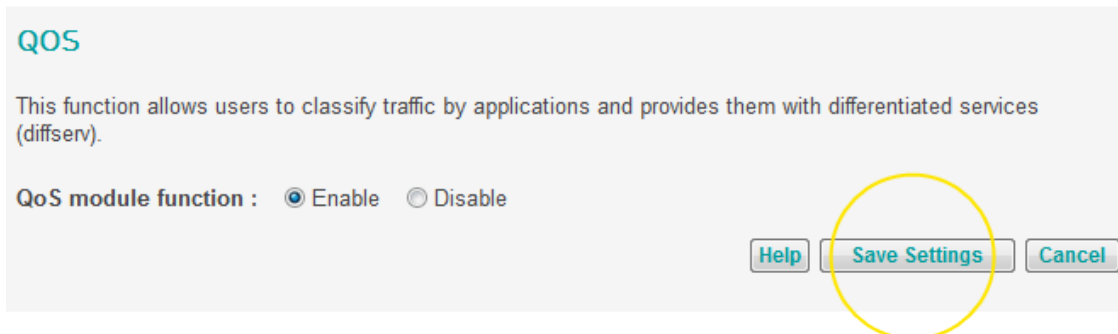 QOS
This function allows users to classify traffic by applications and provides them with differentiated services
(diffserv).
QoS module function : Enable Disable
Help Save Settings Cancel